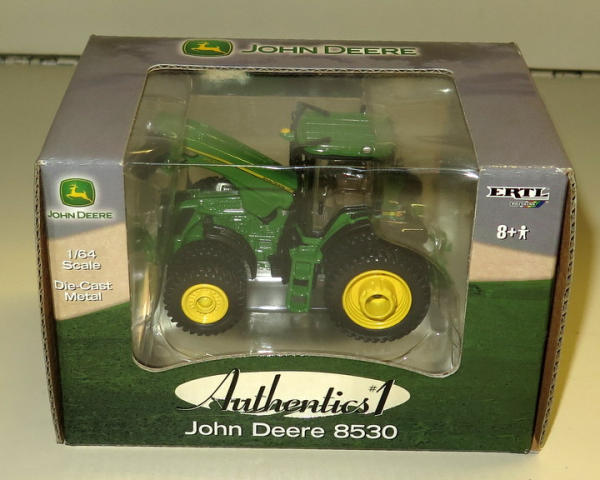 JOHN DEERE
JOHN DEERE
1/64
Scale
Die-Cast
Metal
ERTL
8+
Authentics #1
John Deere 8530